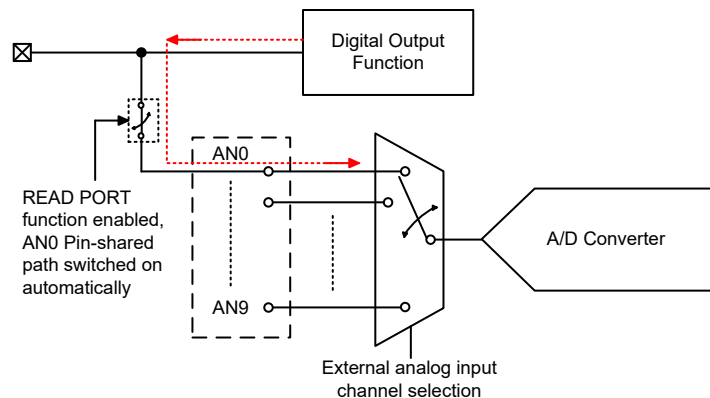 Digital Output
Function
AN0
READ PORT
function enabled,
AN0 Pin-shared
path switched on
automatically
A/D Converter
AN9
External analog input
channel selection